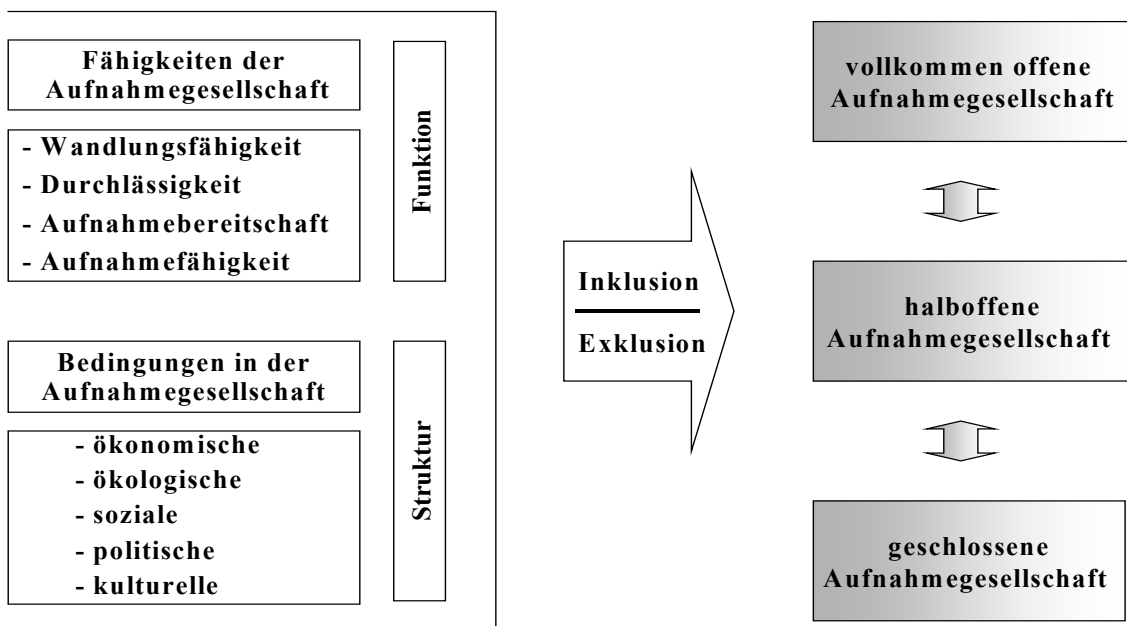 Fähigkeiten der
Aufnahmegesellschaft
- Wandlungsfähigkeit
- Durchlässigkeit
- Aufnahmebereitschaft
- Aufnahmefähigkeit
Funktion
Bedingungen in der
Aufnahmegesellschaft
- ökonomische
- ökologische
- soziale
- politische
- kulturelle
Struktur
Inklusion
Exklusion
vollkommen offene
Aufnahmegesellschaft
halboffene
Aufnahmegesellschaft
geschlossene
Aufnahmegesellschaft